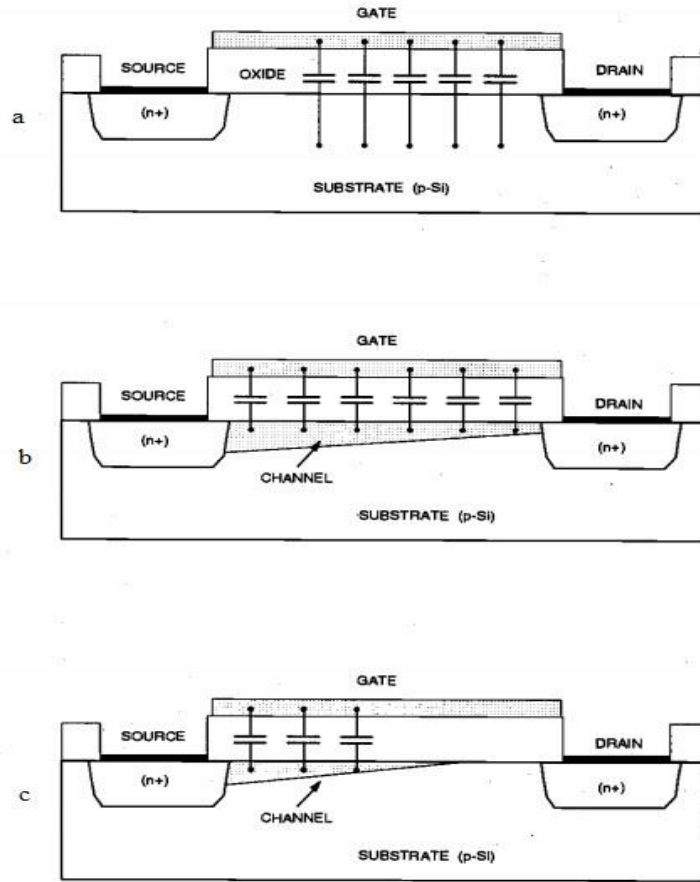 GATE
SOURCE
OXIDE
DRAIN
a
(n+)
(n+)
SUBSTRATE (p-Si)
GATE
SOURCE
DRAIN
(n+)
(n+)
b
CHANNEL
SUBSTRATE (p-Si)
GATE
SOURCE
DRAIN
(n+)
(n+)
c
CHANNEL
SUBSTRATE (p-Si)